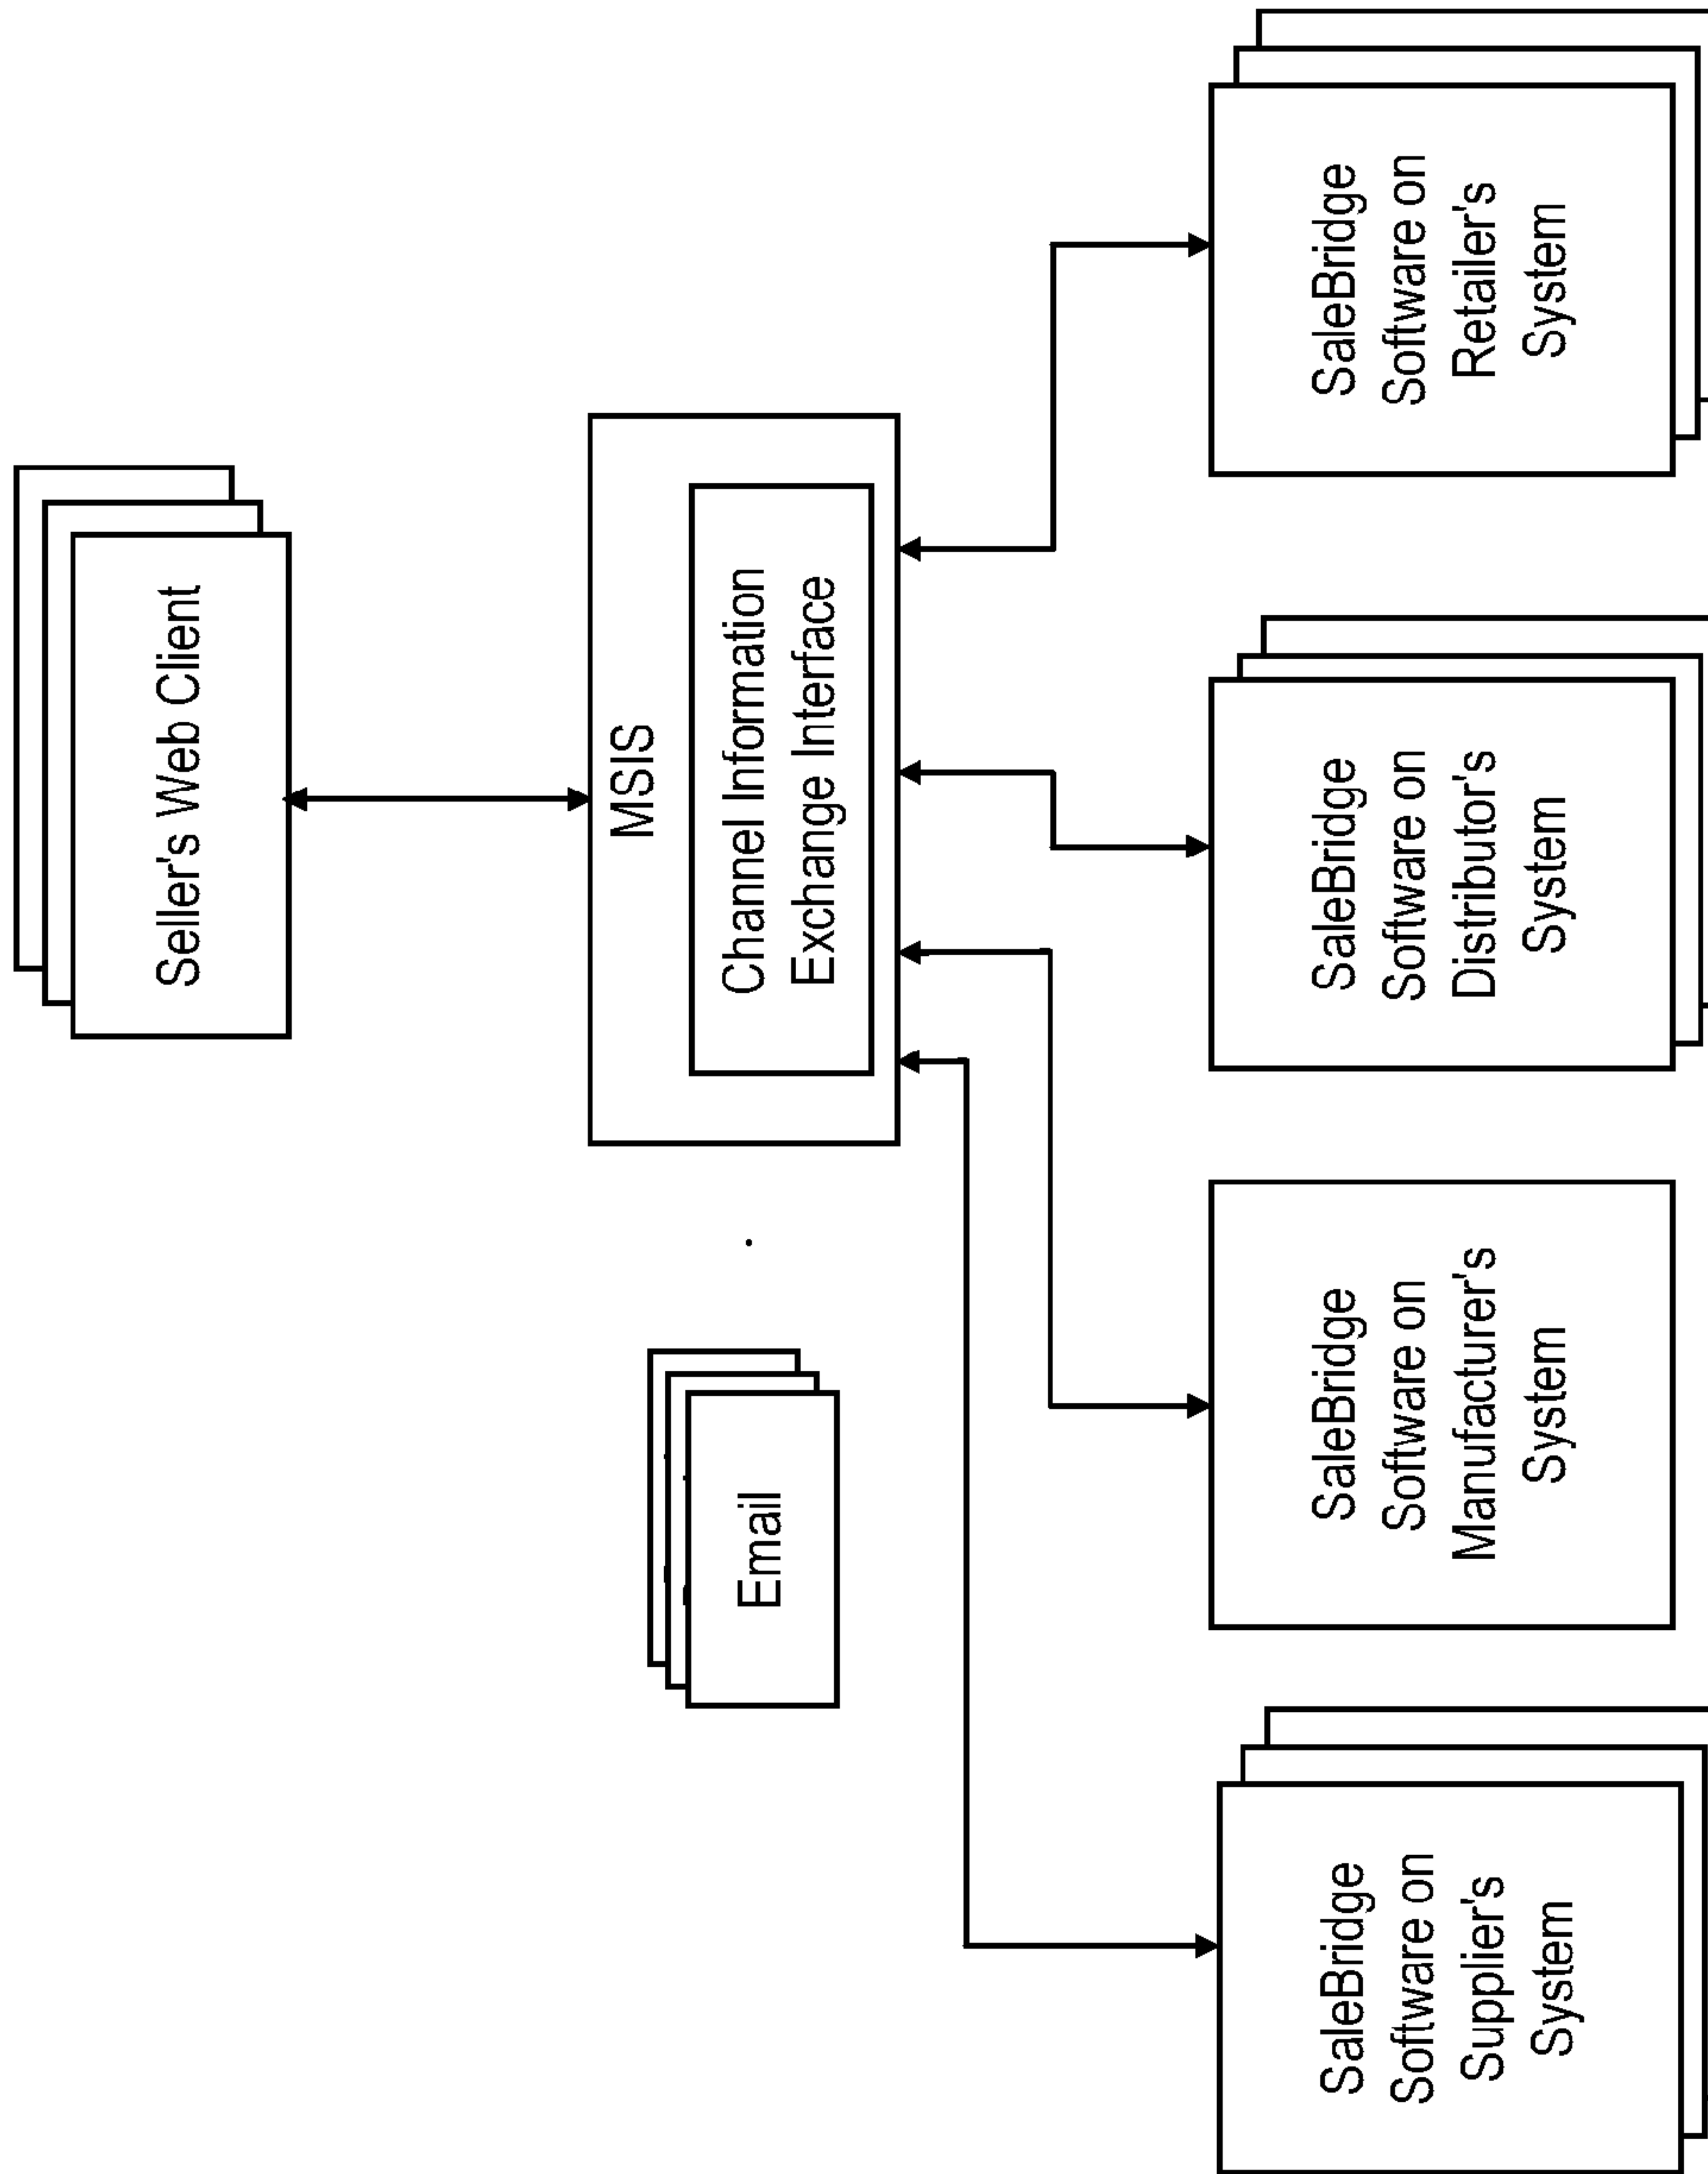 Seller's Web Client
MSIS
Channel Information
Exchange Interface
Email
SaleBridge
Software on
Supplier's
System
SaleBridge
Software on
Manufacturer's
System
SaleBridge
Software on
Distributor's
System
SaleBridge
Software on
Retailer's
System